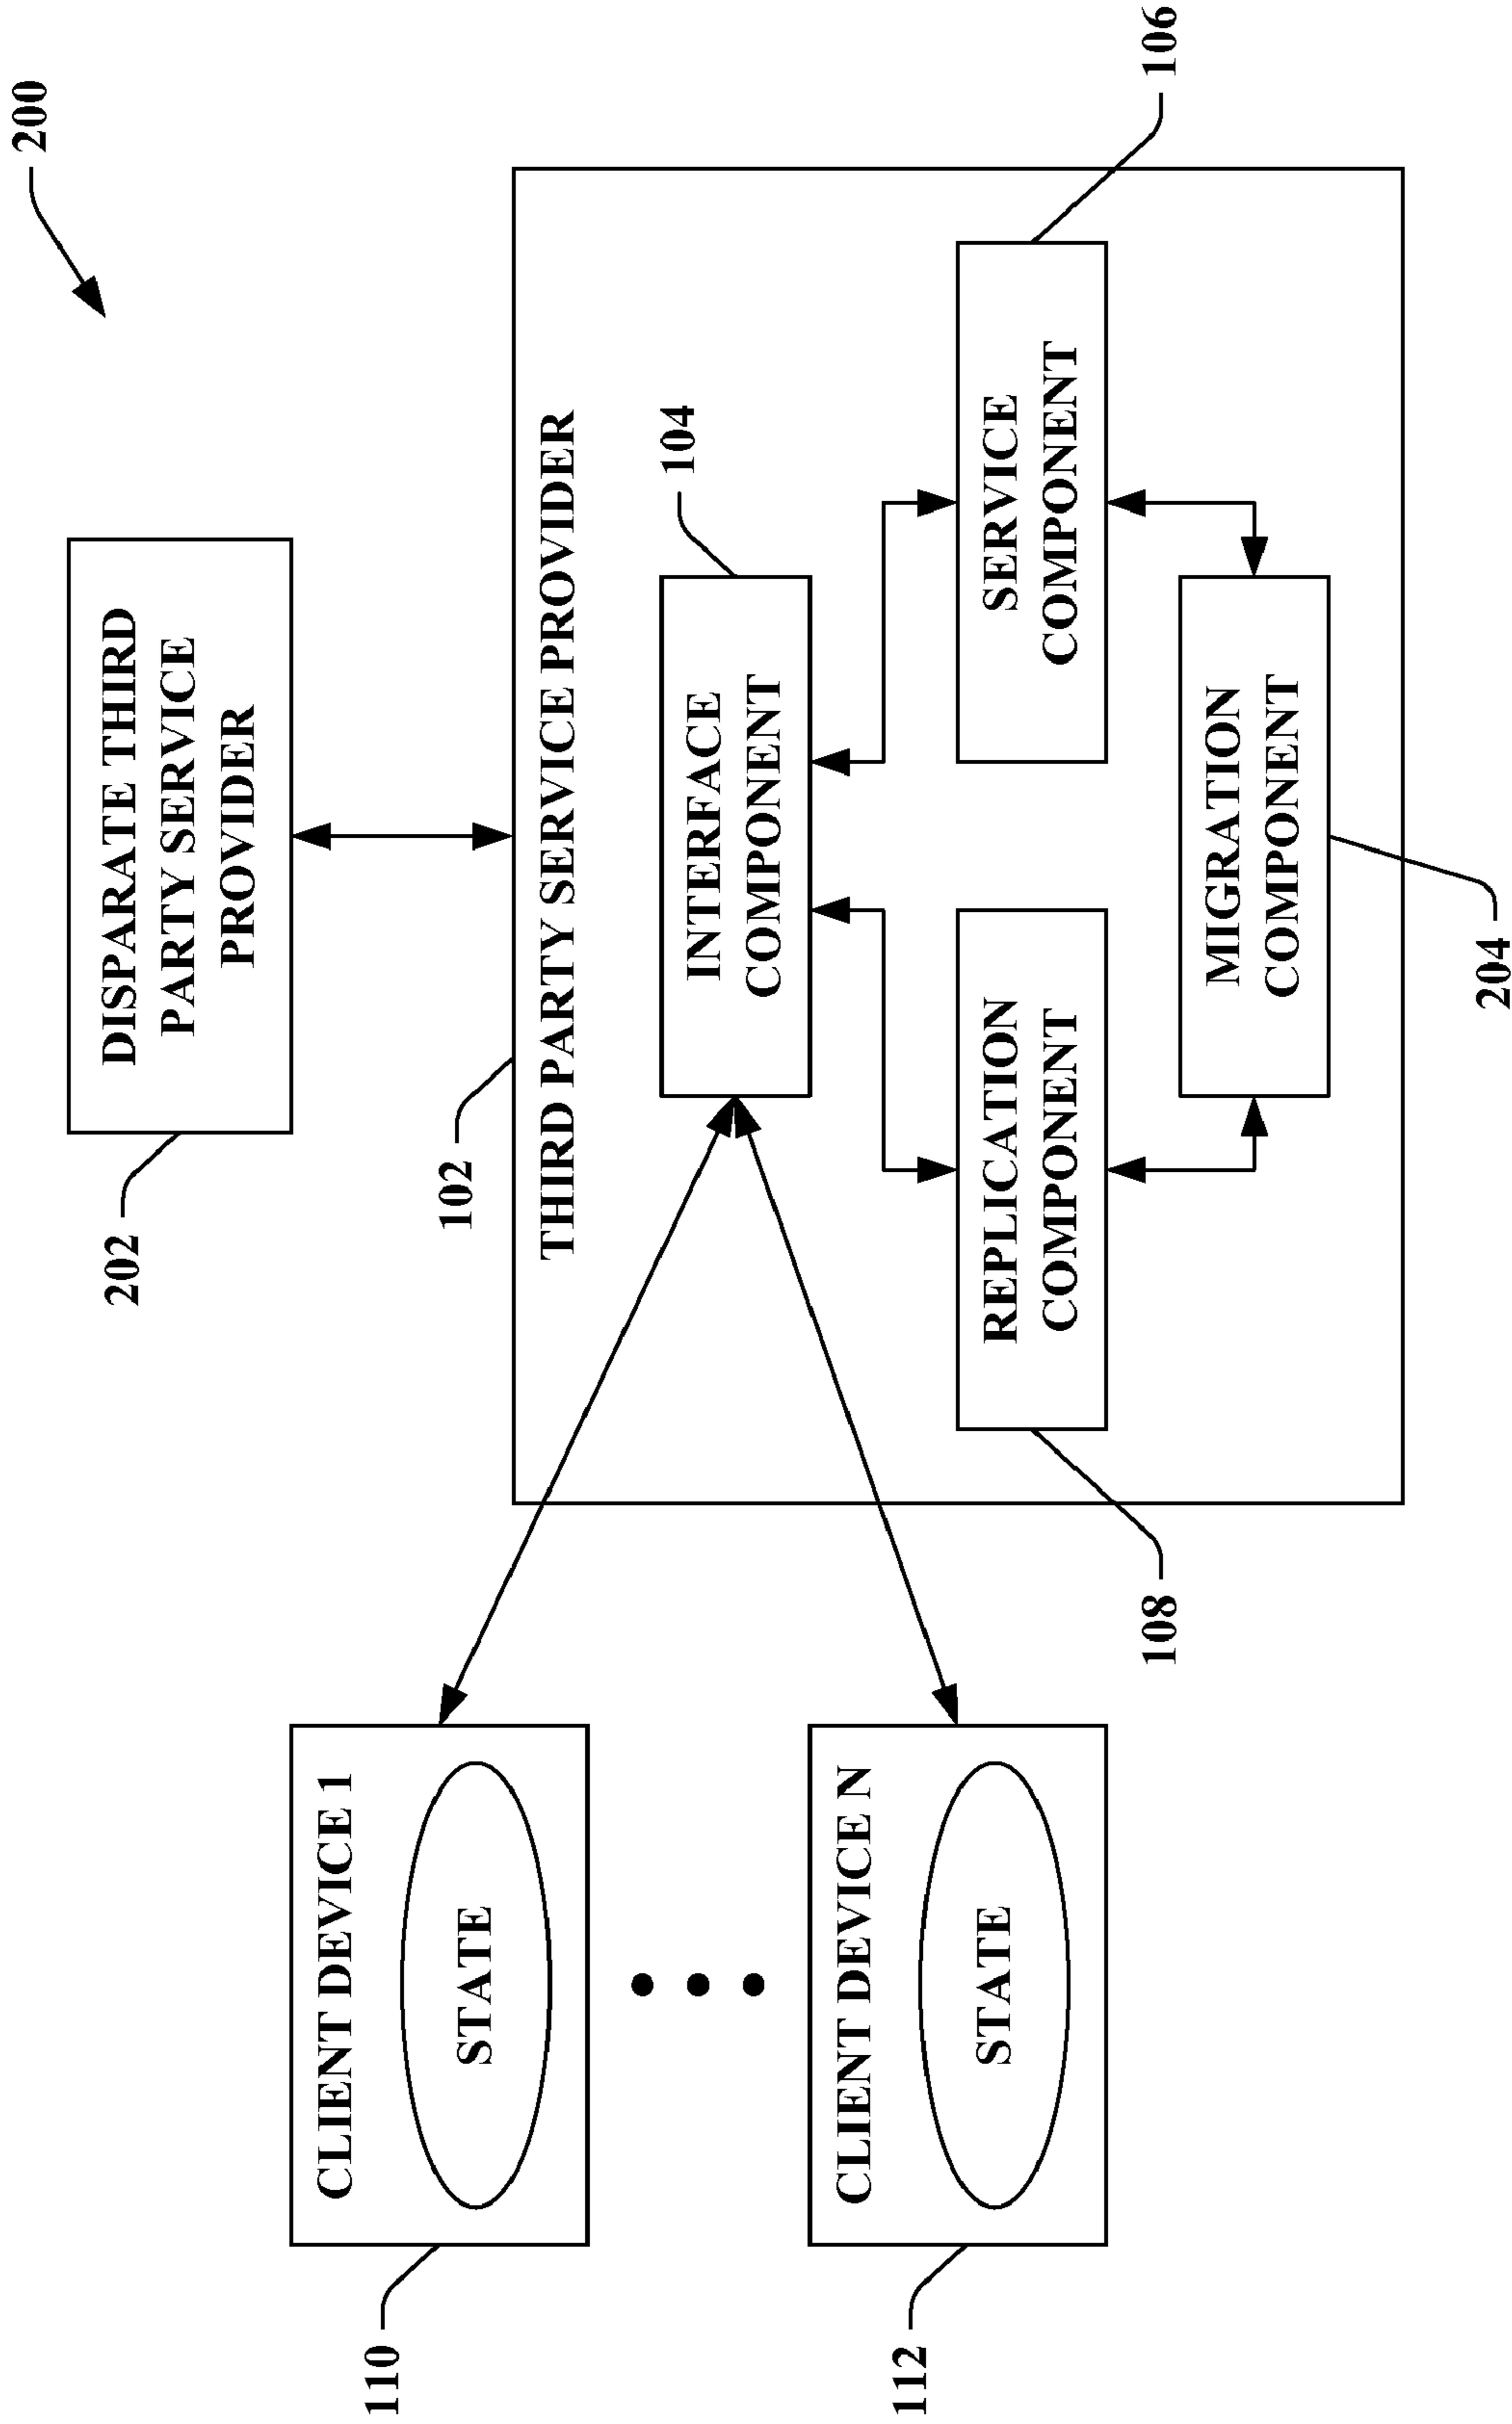 200
DISPARATE THIRD
PARTY SERVICE
PROVIDER
202
102
THIRD PARTY SERVICE PROVIDER
CLIENT DEVICE 1
STATE
110
INTERFACE
COMPONENT
104
CLIENT DEVICE N
STATE
112
REPLICATION
COMPONENT
108
SERVICE
COMPONENT
106
MIGRATION
COMPONENT
204